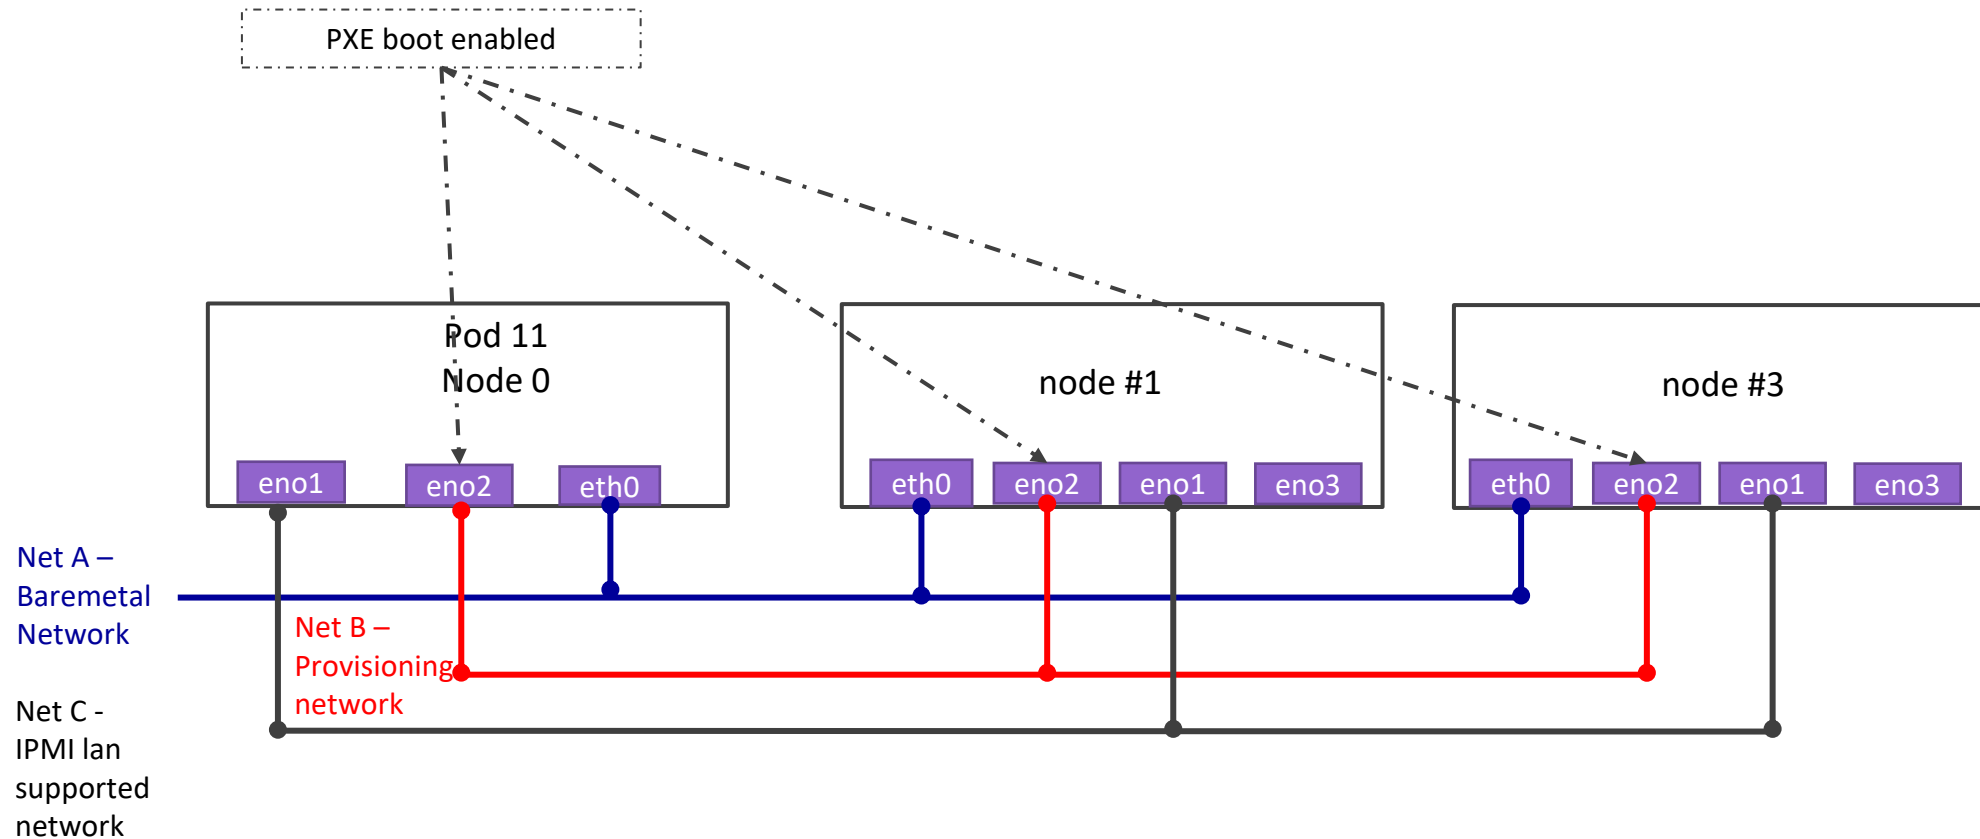 PXE boot enabled
Pod 11
Node 0
node #1
node #3
eno1
eno2
eth0
eth0
eno2
eno1
eno3
eth0
eno2
eno1
eno3
Net A –
Baremetal
Network
Net B –
Provisioning
network
Net C -
IPMI lan
supported
network